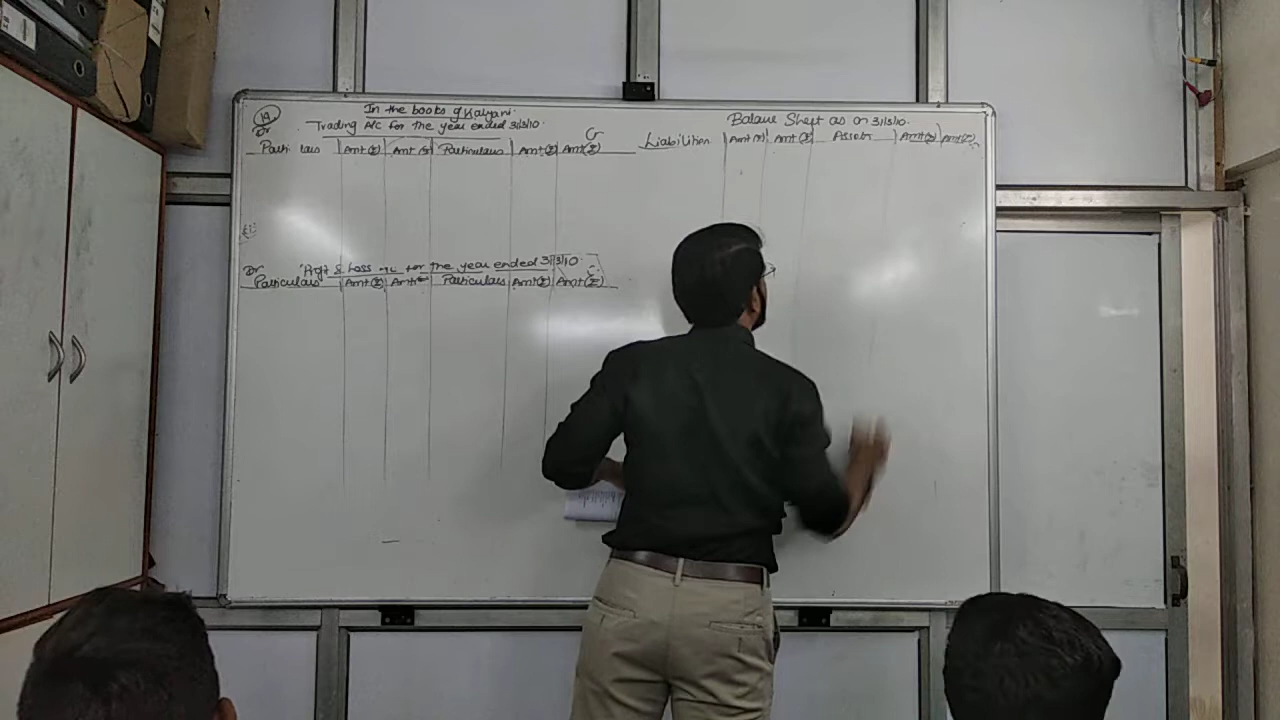 19
In the books of Kalyani.
Dr Trading A/C for the year ended 31/3/10. Cr
Particulars Amt(₹) Amt(₹) Particulars Amt(₹) Amt(₹)
Dr Profit & Loss A/C for the year ended 31/3/10.
Particulars Amt(₹) Amt Particulars Amt(₹) Amt(₹)
Balance Sheet as on 31/3/10.
Liabilities Amt(₹) Amt(₹) Assets Amt(₹) Amt(₹)